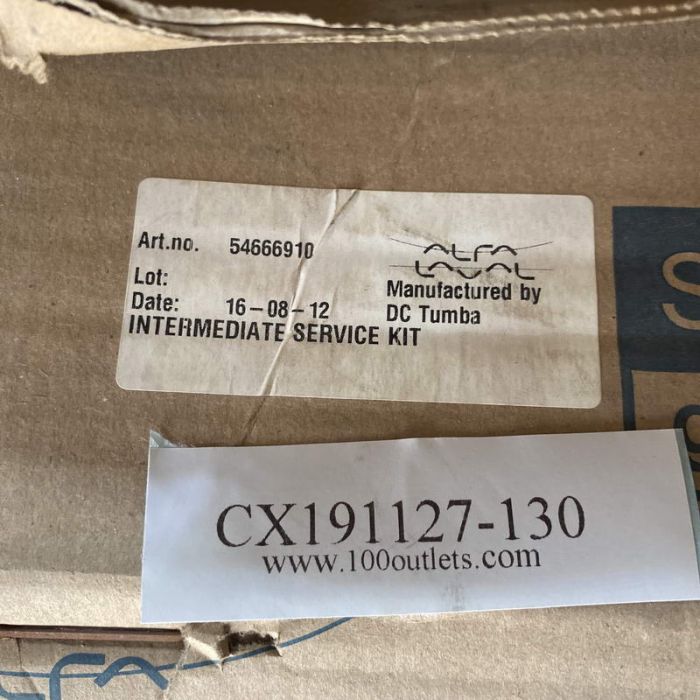 Art.no. 54666910
ALFA
LAVAL
Lot:
Manufactured by
Date: 16-08-12
DC Tumba
INTERMEDIATE SERVICE KIT
S
CX191127-130
www.100outlets.com
ALFA